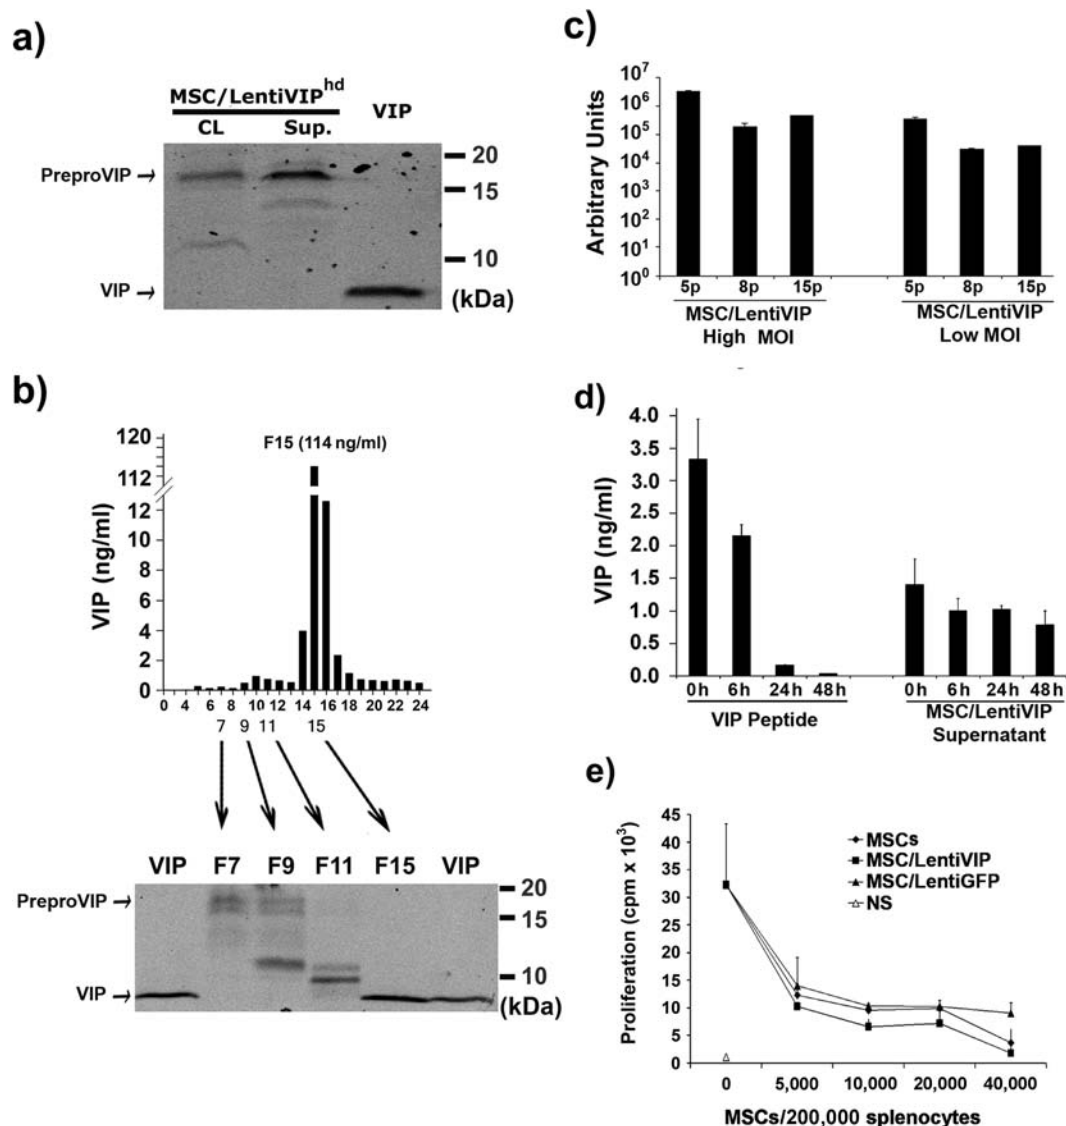 a)
MSC/LentiVIP^hd
CL Sup. VIP
PreproVIP →
VIP →
20
15
10
(kDa)
b)
120
112
12
10
8
6
4
2
0
VIP (ng/ml)
F15 (114 ng/ml)
0 2 4 6 8 10 12 14 16 18 20 22 24
7 9 11 15
VIP F7 F9 F11 F15 VIP
PreproVIP →
VIP →
20
15
10
(kDa)
c)
Arbitrary Units
10^7
10^6
10^5
10^4
10^3
10^2
10^1
10^0
5p 8p 15p 5p 8p 15p
MSC/LentiVIP
High MOI
MSC/LentiVIP
Low MOI
d)
VIP (ng/ml)
4.0
3.5
3.0
2.5
2.0
1.5
1.0
0.5
0.0
0h 6h 24h 48h 0h 6h 24h 48h
VIP Peptide
MSC/LentiVIP
Supernatant
e)
Proliferation (cpm x 10^3)
45
40
35
30
25
20
15
10
5
0
MSCs
MSC/LentiVIP
MSC/LentiGFP
NS
0 5,000 10,000 20,000 40,000
MSCs/200,000 splenocytes